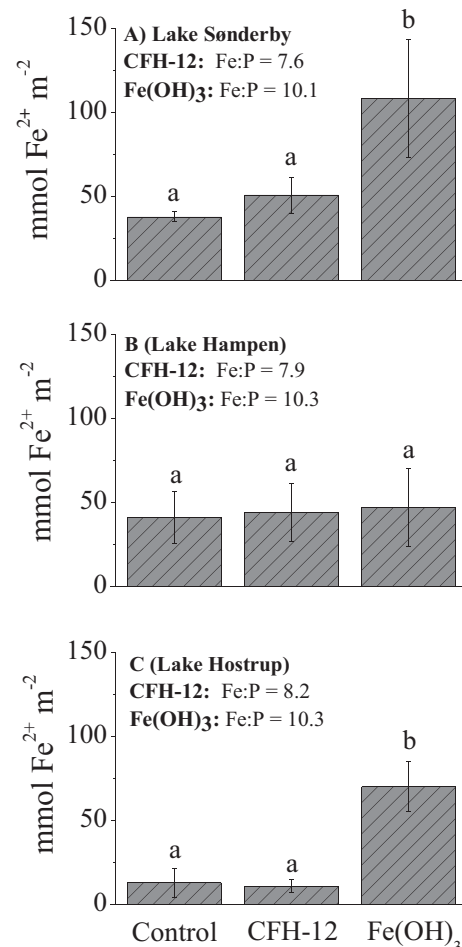 150
A) Lake Sønderby
CFH-12: Fe:P = 7.6
Fe(OH)3: Fe:P = 10.1
b
100
a
a
50
0
mmol Fe²⁺ m⁻²
150
B (Lake Hampen)
CFH-12: Fe:P = 7.9
Fe(OH)3: Fe:P = 10.3
100
a
a
a
50
0
mmol Fe²⁺ m⁻²
150
C (Lake Hostrup)
CFH-12: Fe:P = 8.2
Fe(OH)3: Fe:P = 10.3
100
b
50
a
a
0
mmol Fe²⁺ m⁻²
Control CFH-12 Fe(OH)₃